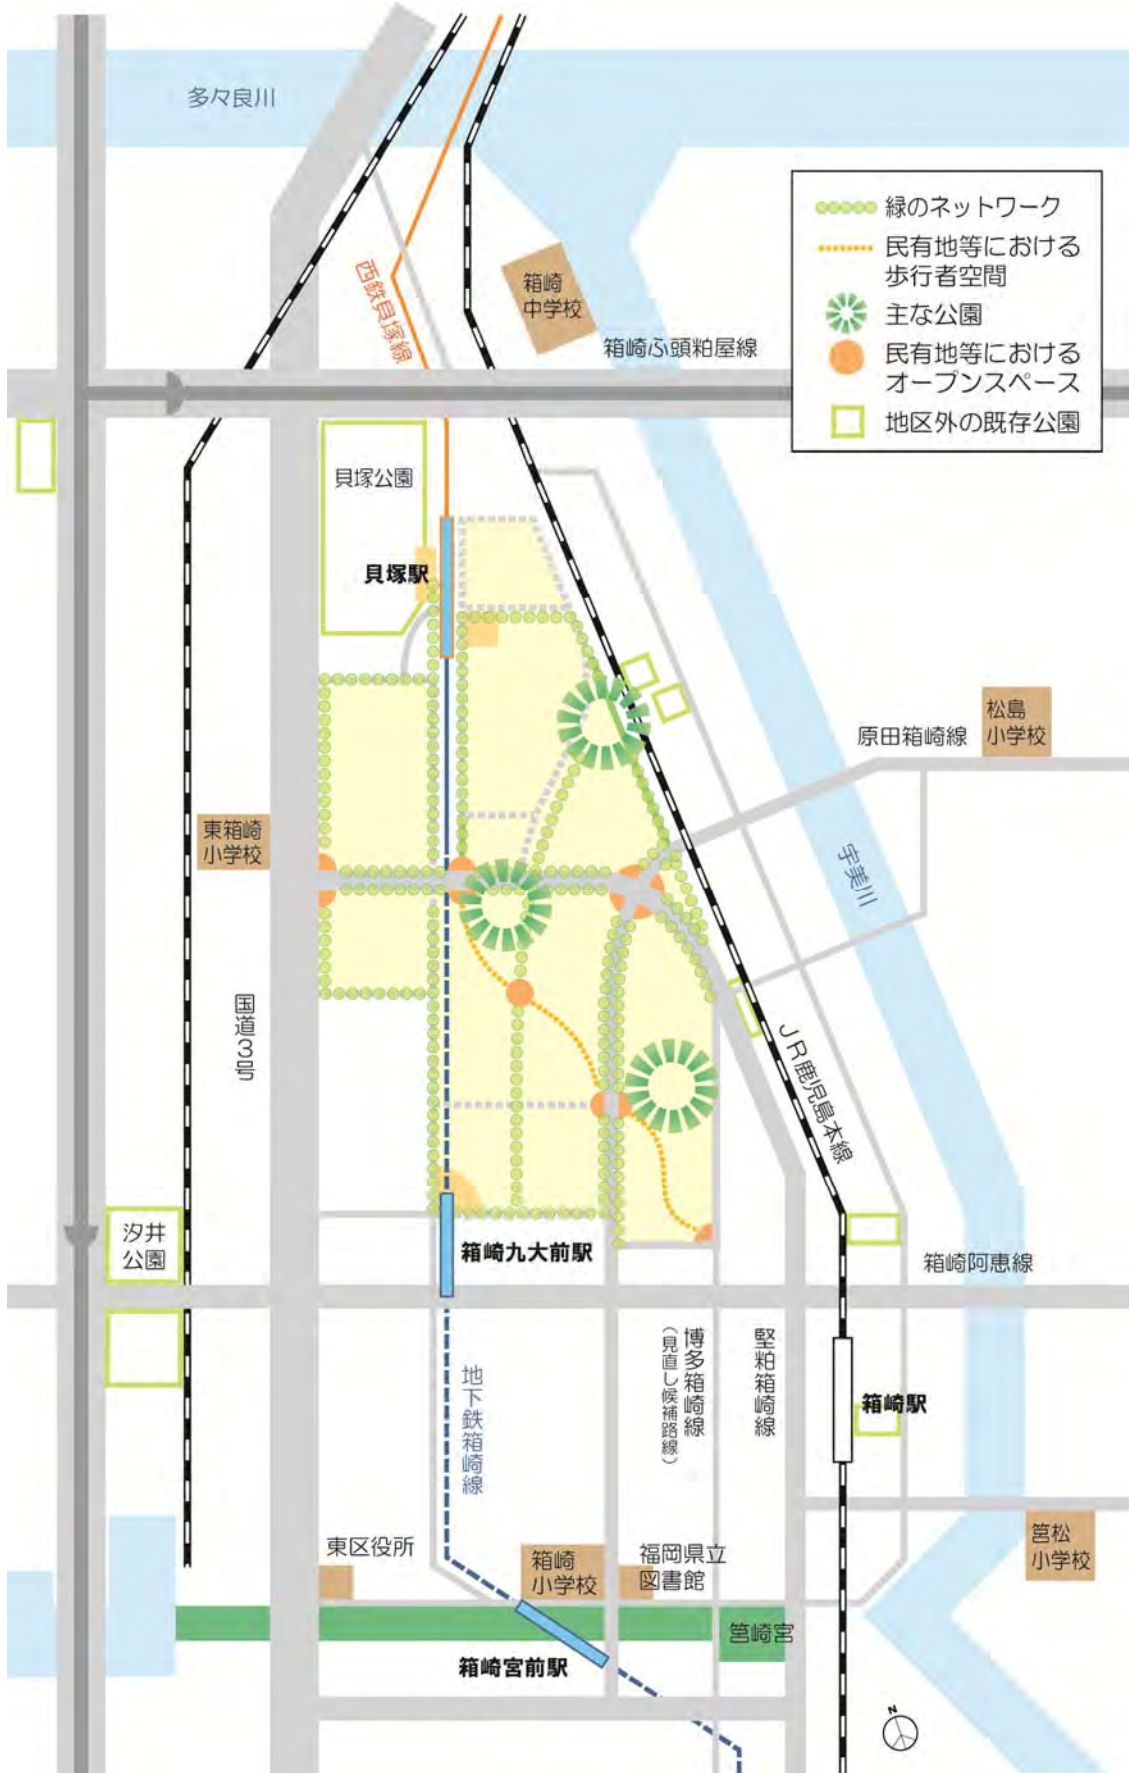 多々良川
緑のネットワーク
民有地等における
歩行者空間
主な公園
民有地等における
オープンスペース
地区外の既存公園
西鉄貝塚線
箱崎
中学校
箱崎ふ頭粕屋線
貝塚公園
貝塚駅
松島
小学校
原田箱崎線
東箱崎
小学校
宇美川
国道3号
JR鹿児島本線
汐井
公園
箱崎九大前駅
箱崎阿恵線
地下鉄箱崎線
博多箱崎線
(見直し候補路線)
堅粕箱崎線
箱崎駅
東区役所
箱崎
小学校
福岡県立
図書館
筥松
小学校
筥崎宮
箱崎宮前駅
N